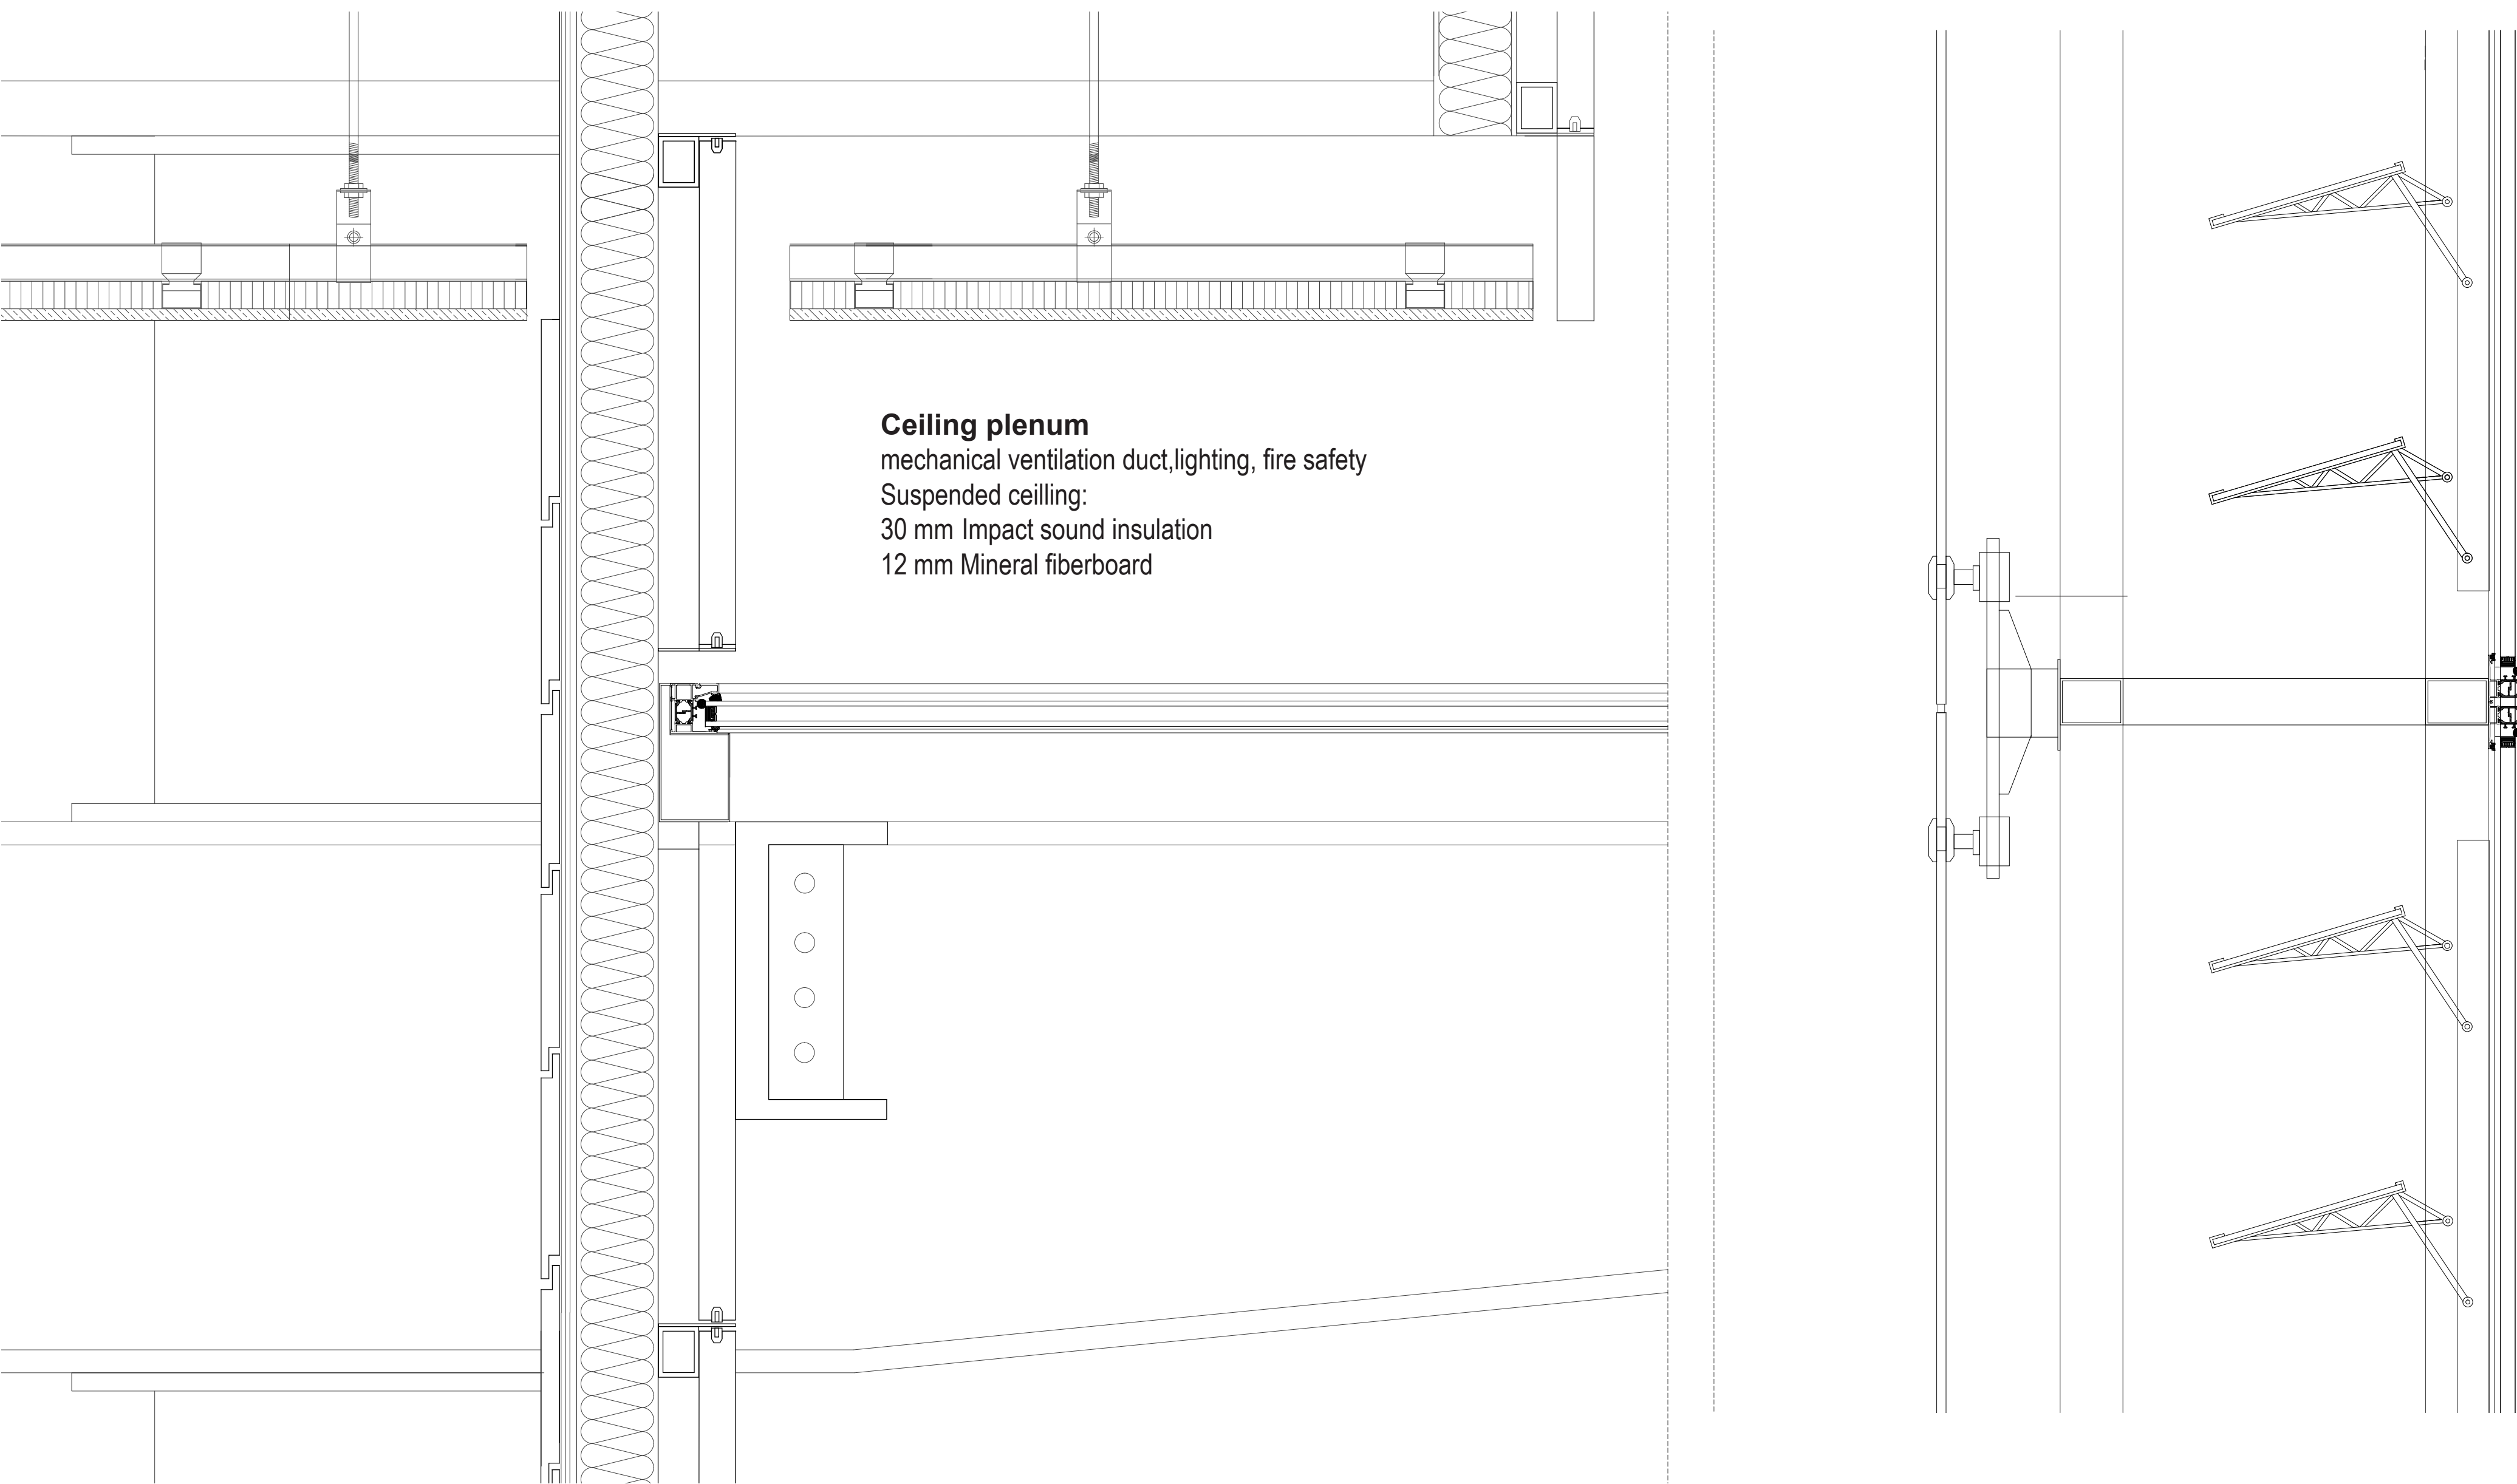 Ceiling plenum
mechanical ventilation duct,lighting, fire safety
Suspended ceilling:
30 mm Impact sound insulation
12 mm Mineral fiberboard